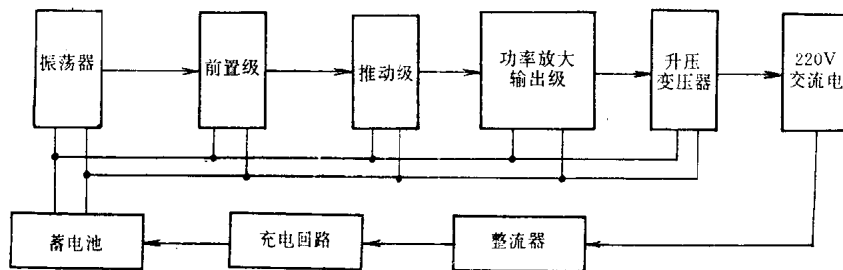 振荡器
前置级
推动级
功率放大
输出级
升压
变压器
220V
交流电
蓄电池
充电回路
整流器